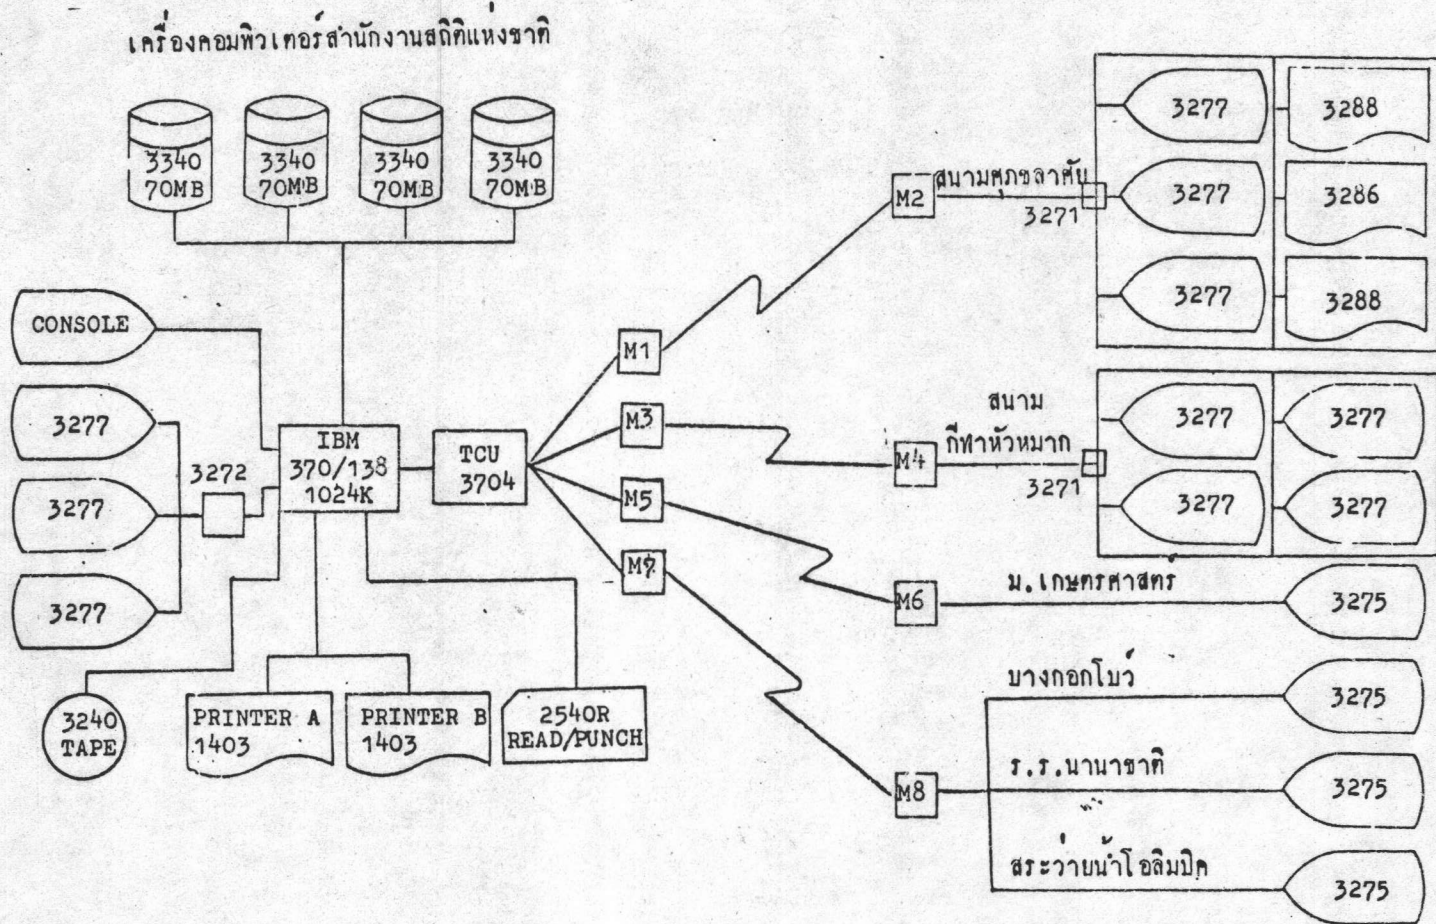 เครื่องคอมพิวเตอร์สำนักงานสถิติแห่งชาติ
3340
70MB
3340
70MB
3340
70MB
3340
70MB
CONSOLE
3277
3277
3277
3272
IBM
370/138
1024K
TCU
3704
3240
TAPE
PRINTER A
1403
PRINTER B
1403
2540R
READ/PUNCH
M1
M3
M5
M7
M2
สนามศุภชลาศัย
3271
3277
3288
3277
3286
3277
3288
M4
สนาม
กีฬาหัวหมาก
3271
3277
3277
3277
3277
M6
ม.เกษตรศาสตร์
3275
M8
บางกอกโบว์
3275
ร.ร.นานาชาติ
3275
สระว่ายน้ำโอลิมปิค
3275